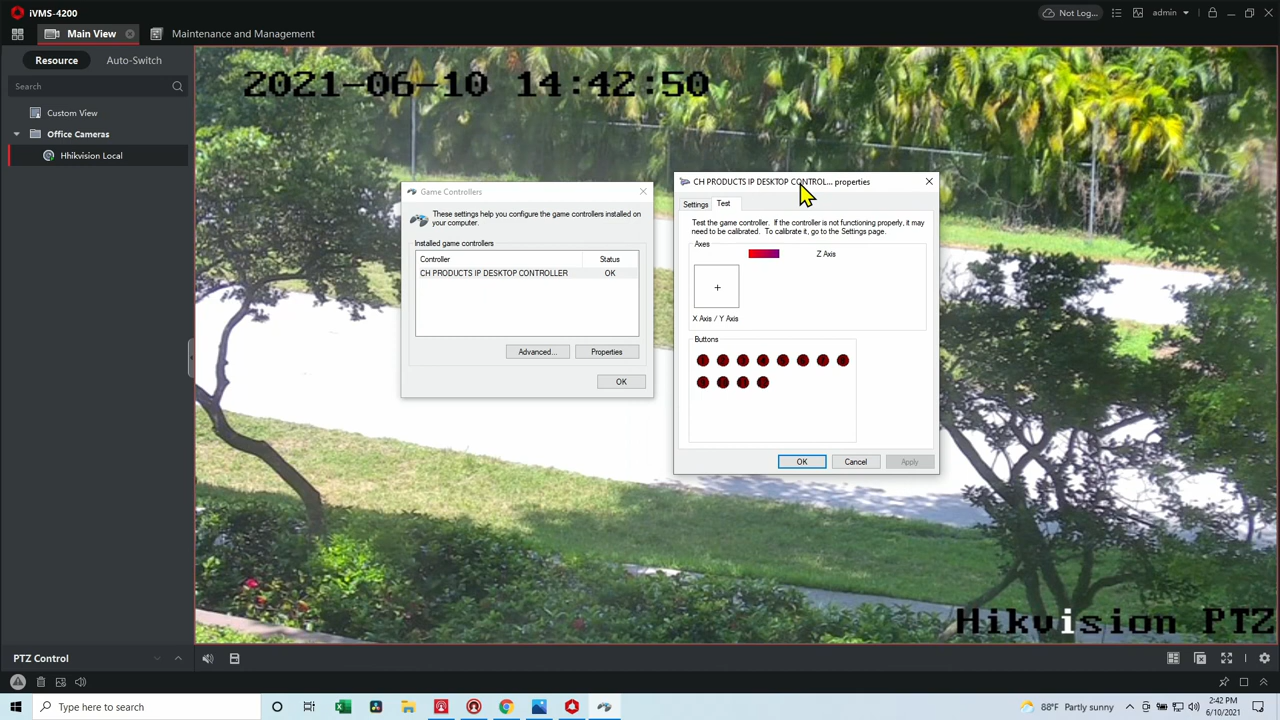 iVMS-4200
Not Log...
admin
Main View
Maintenance and Management
Resource
Auto-Switch
Search
Custom View
Office Cameras
Hhikvision Local
2021-06-10 14:42:50
Game Controllers
These settings help you configure the game controllers installed on
your computer.
Installed game controllers
Controller
Status
CH PRODUCTS IP DESKTOP CONTROLLER
OK
Advanced...
Properties
OK
CH PRODUCTS IP DESKTOP CONTROL... properties
Settings
Test
Test the game controller. If the controller is not functioning properly, it may
need to be calibrated. To calibrate it, go to the Settings page.
Axes
Z Axis
X Axis / Y Axis
Buttons
OK
Cancel
Apply
Hikvision PTZ
PTZ Control
Type here to search
88°F Partly sunny
2:42 PM
6/10/2021